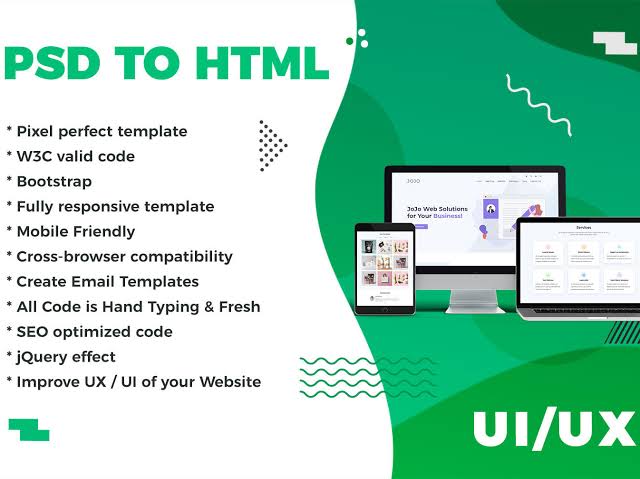 PSD TO HTML
* Pixel perfect template
* W3C valid code
* Bootstrap
* Fully responsive template
* Mobile Friendly
* Cross-browser compatibility
* Create Email Templates
* All Code is Hand Typing & Fresh
* SEO optimized code
* jQuery effect
* Improve UX / UI of your Website
JOJO
JoJo Web Solutions
for Your Business!
Services
UI/UX